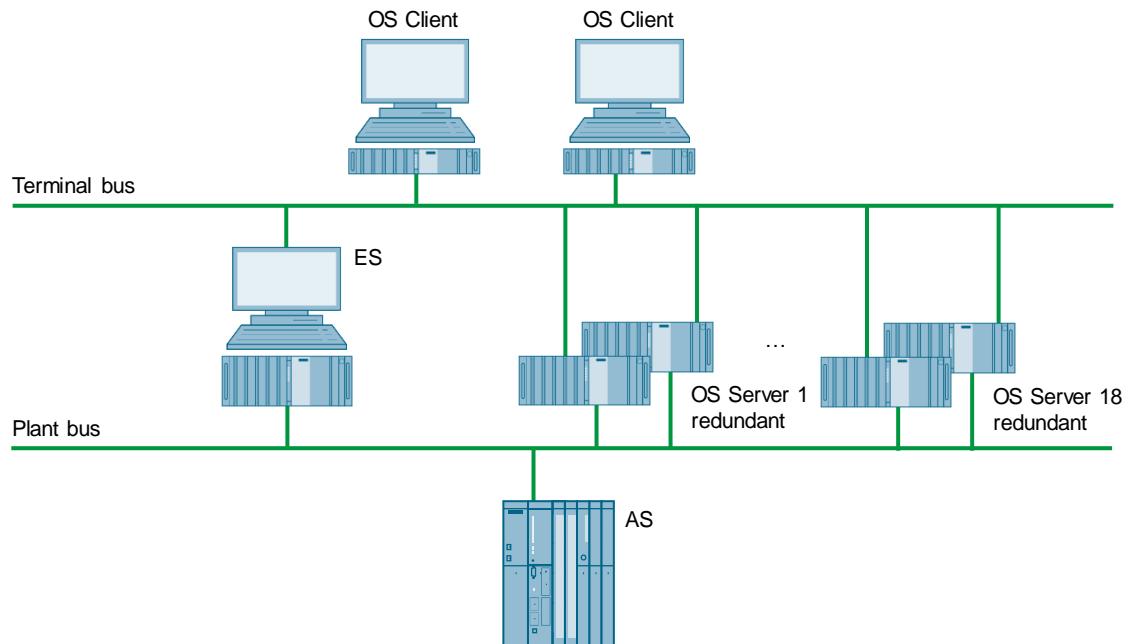 OS Client
OS Client
Terminal bus
ES
...
OS Server 1
redundant
OS Server 18
redundant
Plant bus
AS